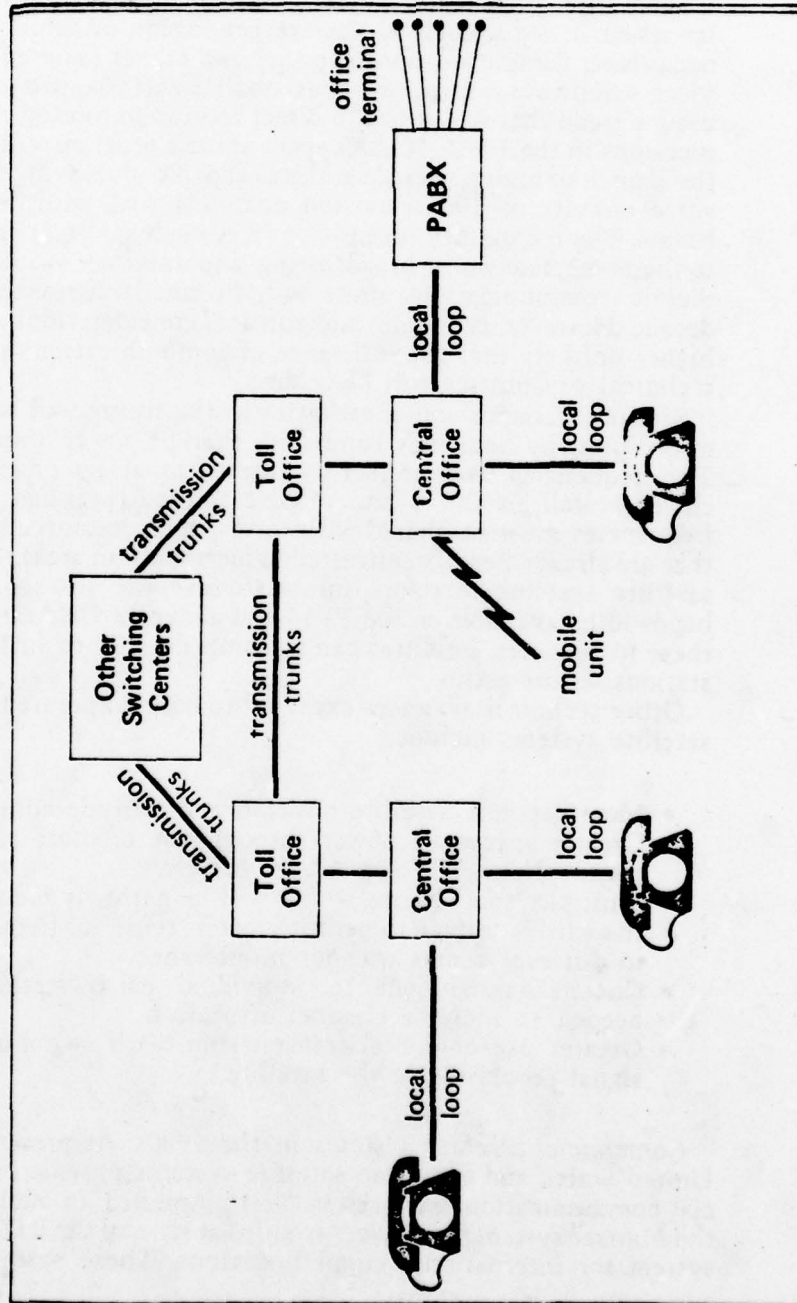 Other
Switching
Centers
transmission
trunks
transmission
trunks
Toll
Office
transmission
trunks
Toll
Office
local
loop
Central
Office
Central
Office
local
loop
PABX
office
terminal
local
loop
mobile
unit
local
loop